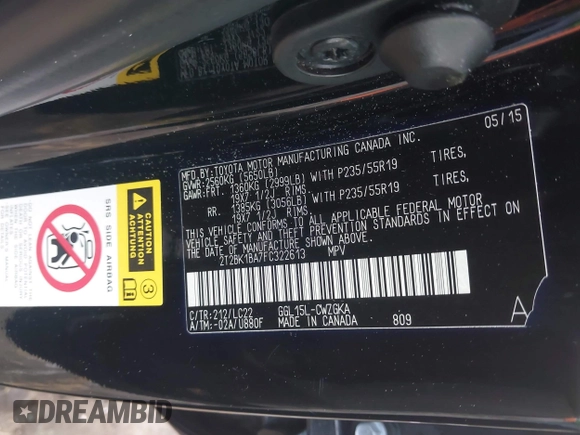 MFD.BY:TOYOTA MOTOR MANUFACTURING CANADA INC. 05/15
GVWR:2560KG (5650LB)
GAWR:FRT. 1360KG (2999LB) WITH P235/55R19 TIRES,
19X 7 1/2J RIMS
RR. 1385KG (3056LB) WITH P235/55R19 TIRES,
19X7 1/2J RIMS
THIS VEHICLE CONFORMS TO ALL APPLICABLE FEDERAL MOTOR
VEHICLE SAFETY AND THEFT PREVENTION STANDARDS IN EFFECT ON
THE DATE OF MANUFACTURE SHOWN ABOVE.
2T2BK1BA7FC322613 MPV
C/TR:212/LC22 GGL15L-CWZGKA
A/TM:-02A/U880F MADE IN CANADA 809
A
CAUTION
ATTENTION
ACHTUNG
3
SRS SIDE AIRBAG
DREAMBID